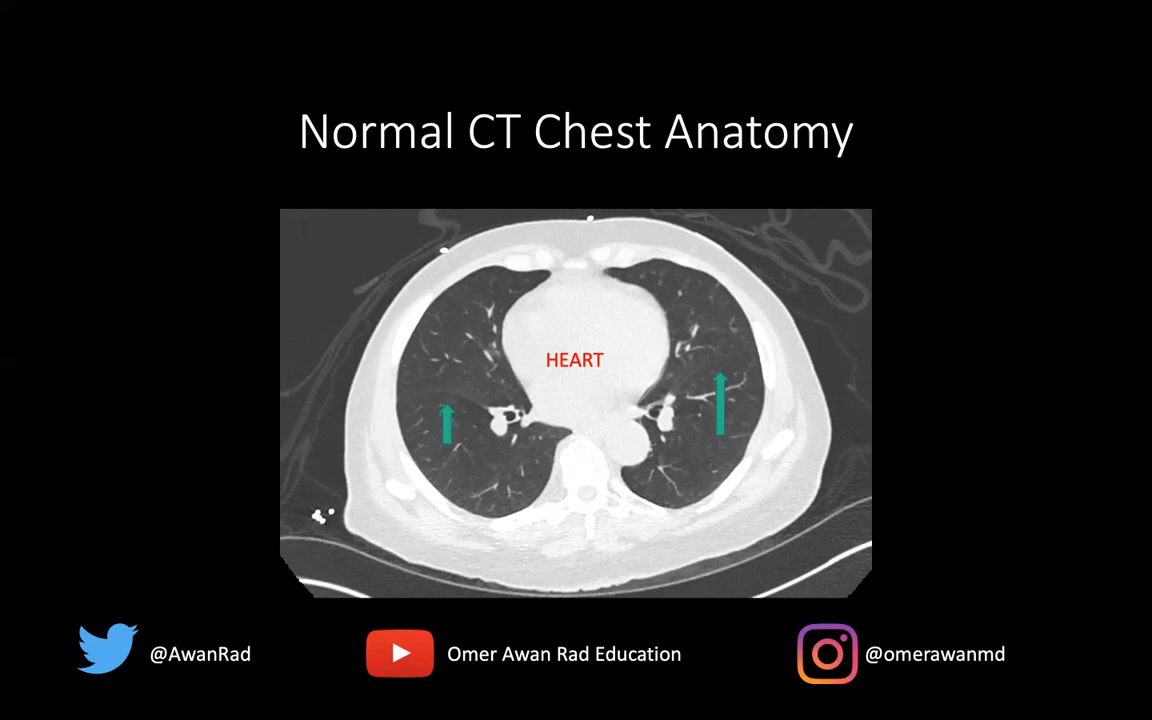 Normal CT Chest Anatomy
HEART
@AwanRad
Omer Awan Rad Education
@omerawanmd